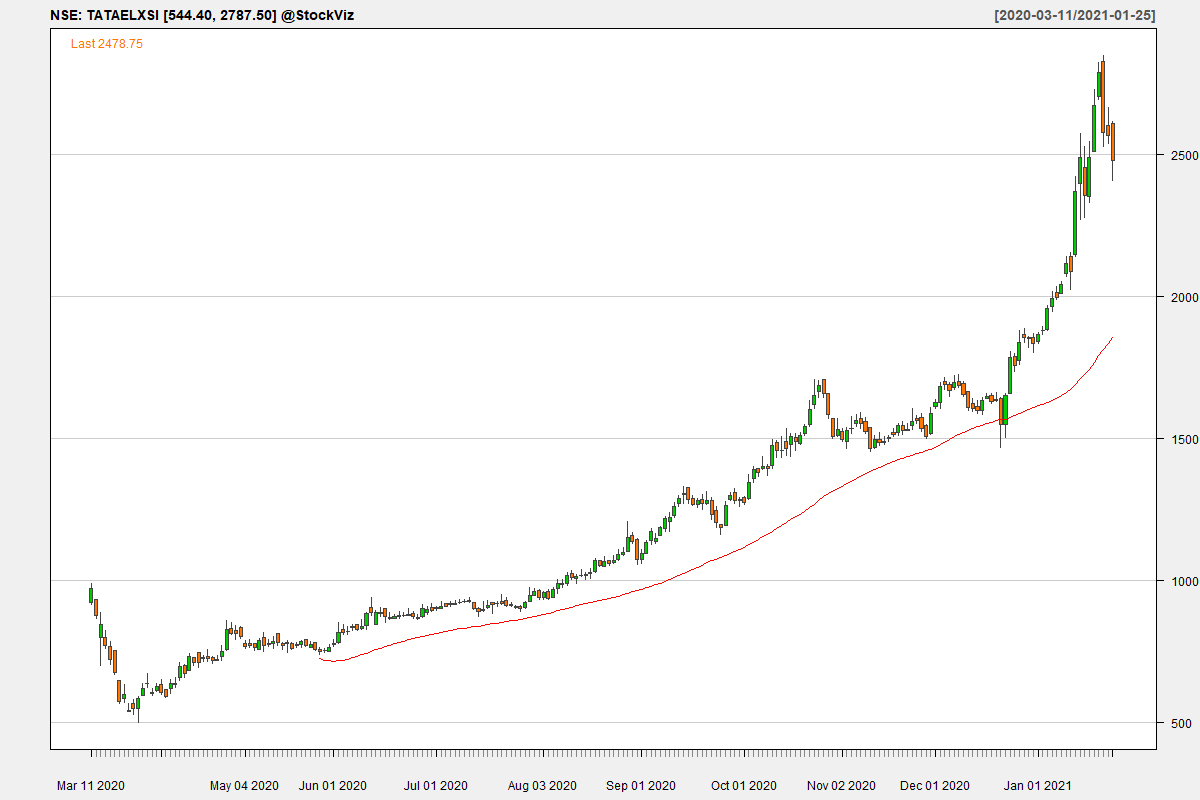 NSE: TATAELXSI [544.40, 2787.50] @StockViz [2020-03-11/2021-01-25]
Last 2478.75
2500
2000
1500
1000
500
Mar 11 2020 May 04 2020 Jun 01 2020 Jul 01 2020 Aug 03 2020 Sep 01 2020 Oct 01 2020 Nov 02 2020 Dec 01 2020 Jan 01 2021